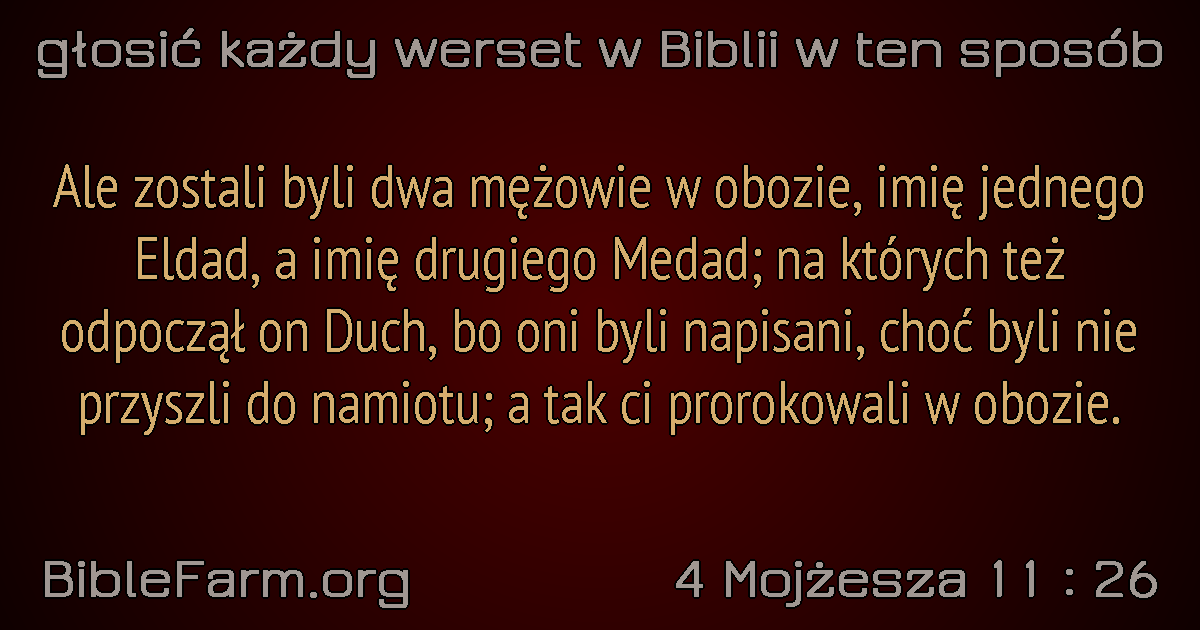 głosić każdy werset w Biblii w ten sposób
Ale zostali byli dwa mężowie w obozie, imię jednego
Eldad, a imię drugiego Medad; na których też
odpoczął on Duch, bo oni byli napisani, choć byli nie
przyszli do namiotu; a tak ci prorokowali w obozie.
BibleFarm.org
4 Mojżesza 11 : 26